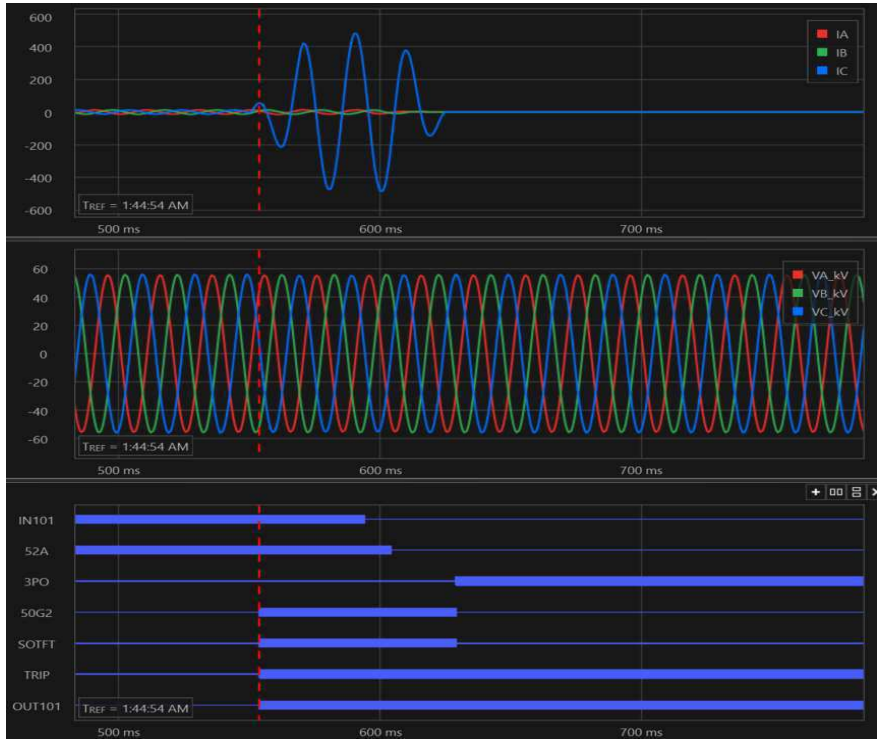 600
400
200
0
-200
-400
-600
IA
IB
IC
TREF = 1:44:54 AM
500 ms 600 ms 700 ms
60
40
20
0
-20
-40
-60
VA_kV
VB_kV
VC_kV
TREF = 1:44:54 AM
500 ms 600 ms 700 ms
IN101
52A
3PO
50G2
SOTFT
TRIP
OUT101
TREF = 1:44:54 AM
500 ms 600 ms 700 ms